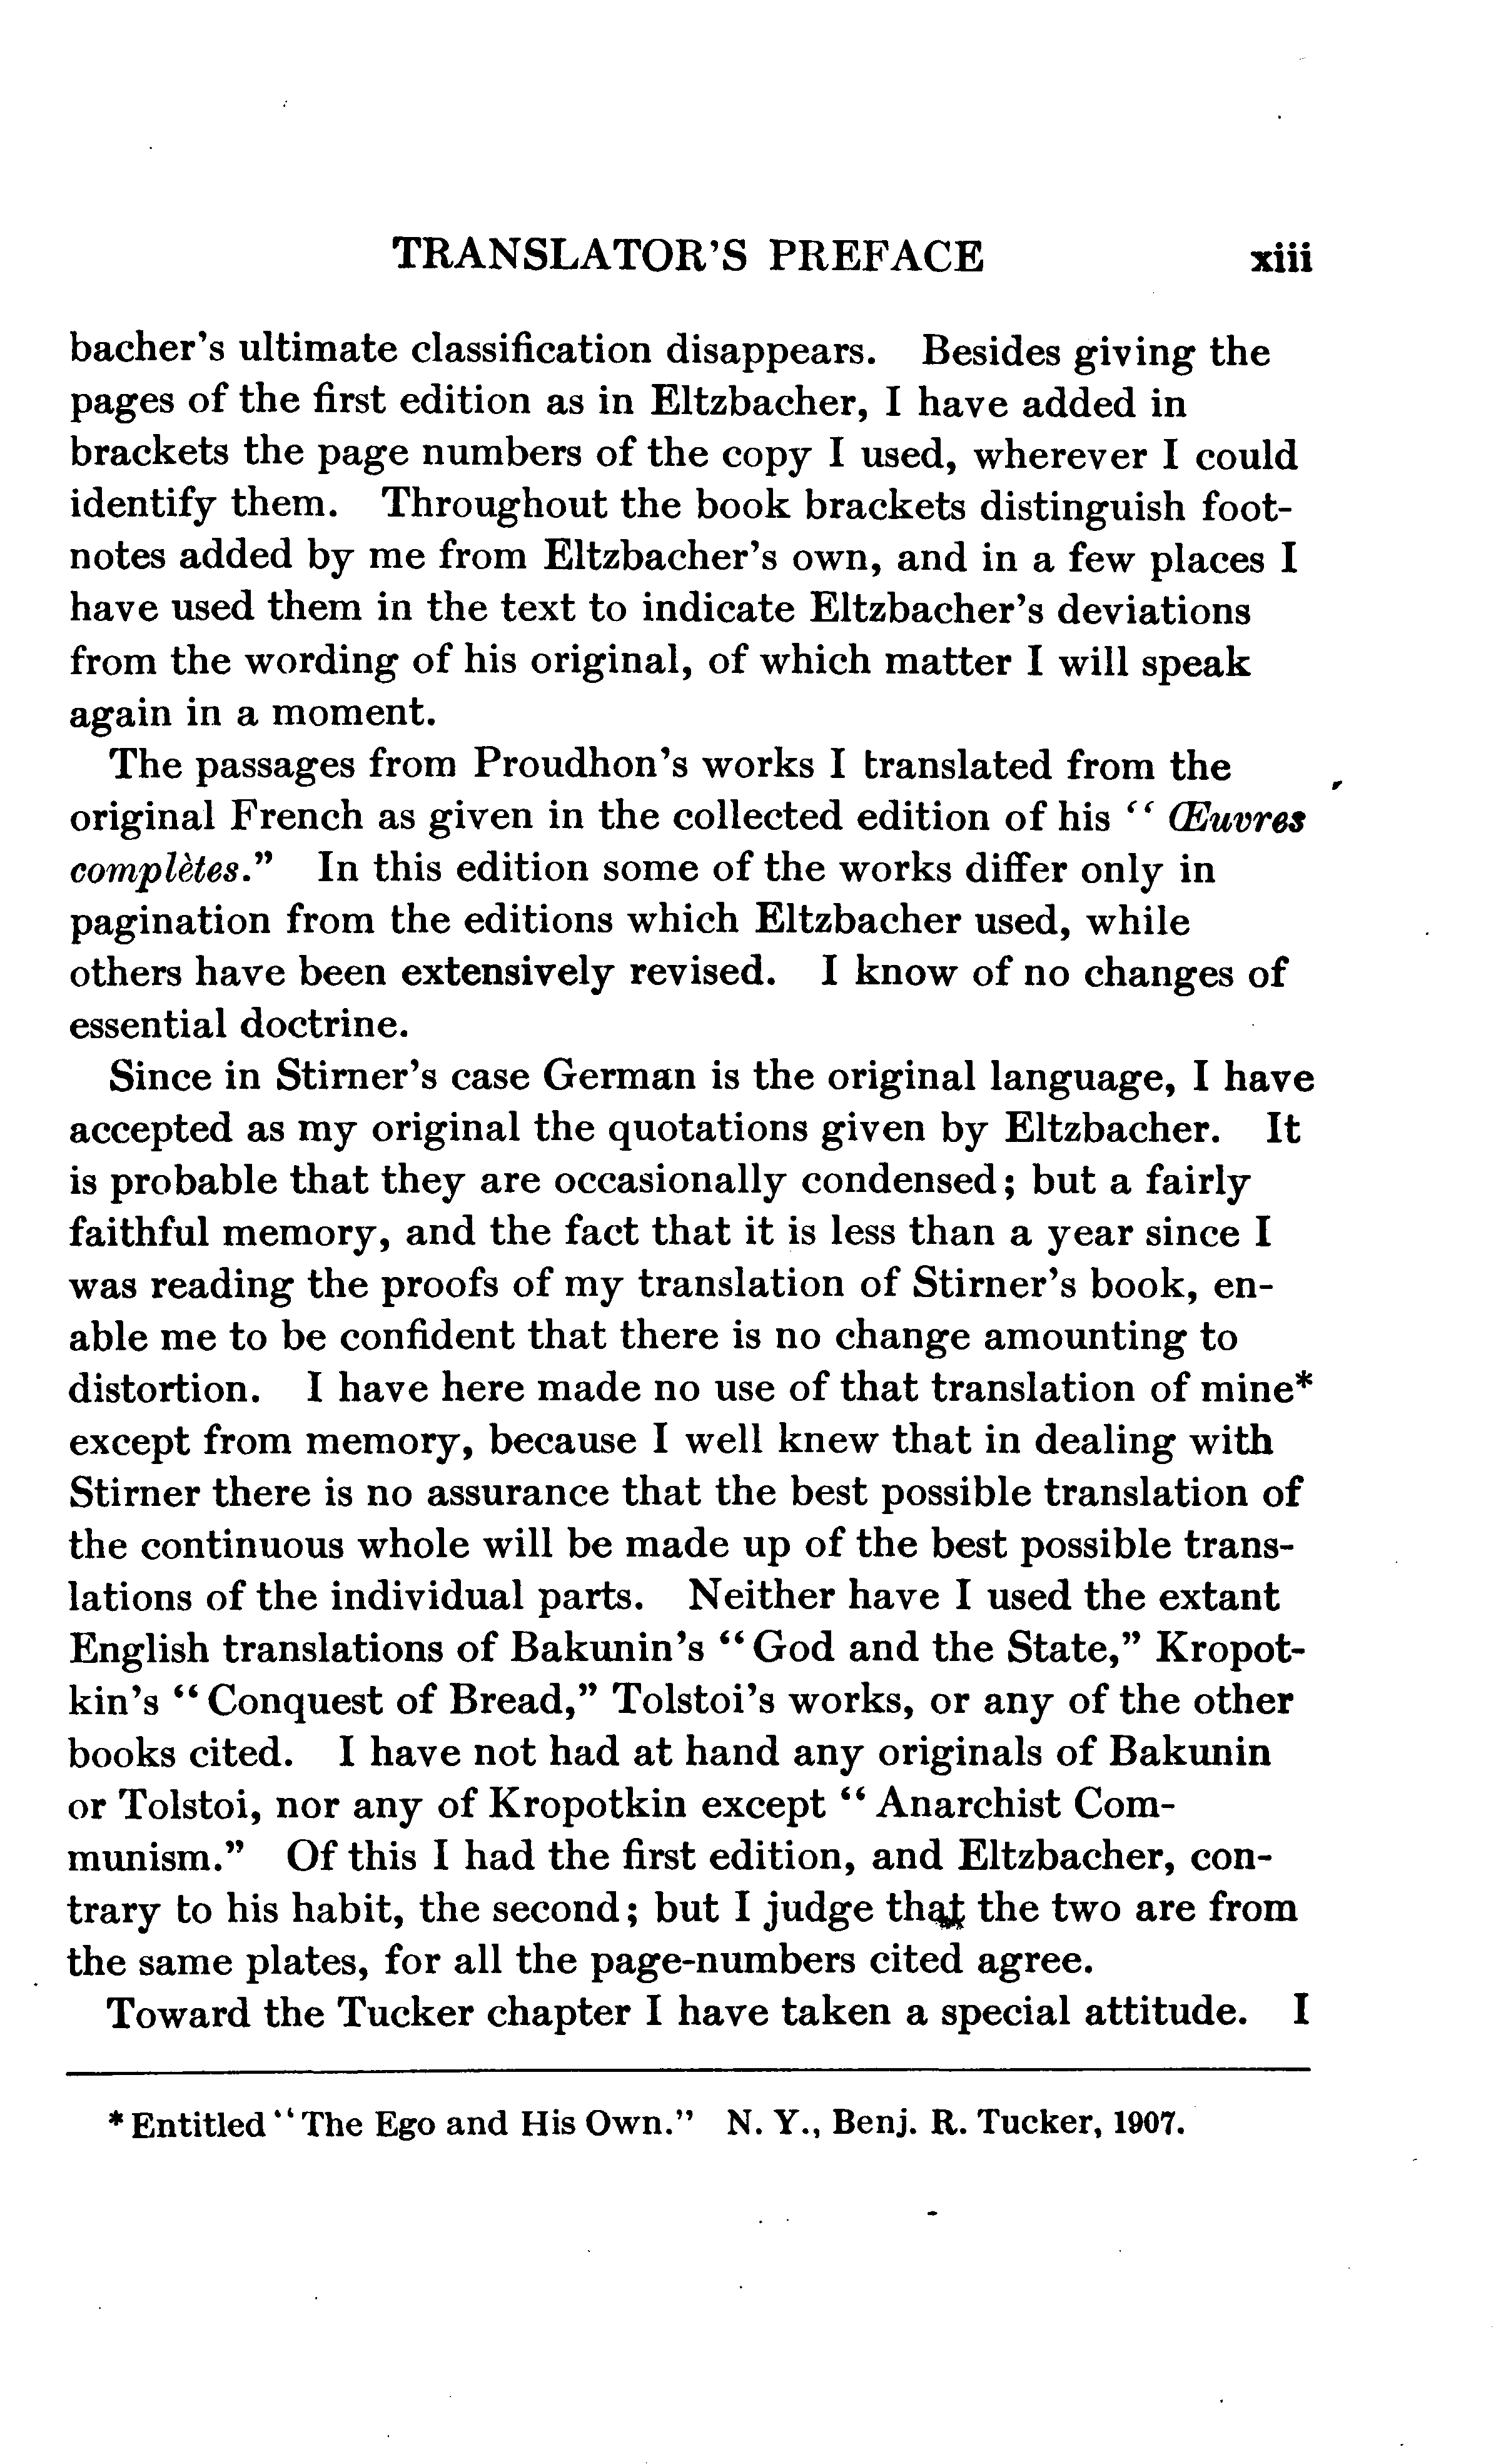 TRANSLATOR'S PREFACE xiii
bacher's ultimate classification disappears. Besides giving the
pages of the first edition as in Eltzbacher, I have added in
brackets the page numbers of the copy I used, wherever I could
identify them. Throughout the book brackets distinguish foot-
notes added by me from Eltzbacher's own, and in a few places I
have used them in the text to indicate Eltzbacher's deviations
from the wording of his original, of which matter I will speak
again in a moment.
The passages from Proudhon's works I translated from the
original French as given in the collected edition of his “ Œuvres
complètes.” In this edition some of the works differ only in
pagination from the editions which Eltzbacher used, while
others have been extensively revised. I know of no changes of
essential doctrine.
Since in Stirner's case German is the original language, I have
accepted as my original the quotations given by Eltzbacher. It
is probable that they are occasionally condensed; but a fairly
faithful memory, and the fact that it is less than a year since I
was reading the proofs of my translation of Stirner's book, en-
able me to be confident that there is no change amounting to
distortion. I have here made no use of that translation of mine*
except from memory, because I well knew that in dealing with
Stirner there is no assurance that the best possible translation of
the continuous whole will be made up of the best possible trans-
lations of the individual parts. Neither have I used the extant
English translations of Bakunin's “ God and the State,” Kropot-
kin's “ Conquest of Bread,” Tolstoi's works, or any of the other
books cited. I have not had at hand any originals of Bakunin
or Tolstoi, nor any of Kropotkin except “ Anarchist Com-
munism.” Of this I had the first edition, and Eltzbacher, con-
trary to his habit, the second; but I judge that the two are from
the same plates, for all the page-numbers cited agree.
Toward the Tucker chapter I have taken a special attitude. I
* Entitled “ The Ego and His Own.” N. Y., Benj. R. Tucker, 1907.